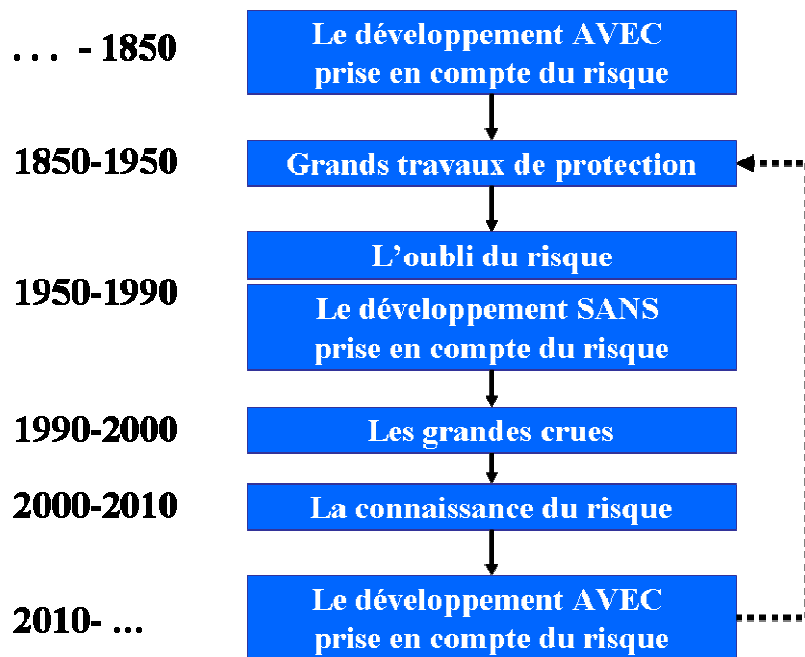 . . . - 1850
Le développement AVEC
prise en compte du risque
1850-1950
Grands travaux de protection
1950-1990
L'oubli du risque
Le développement SANS
prise en compte du risque
1990-2000
Les grandes crues
2000-2010
La connaissance du risque
2010- ...
Le développement AVEC
prise en compte du risque